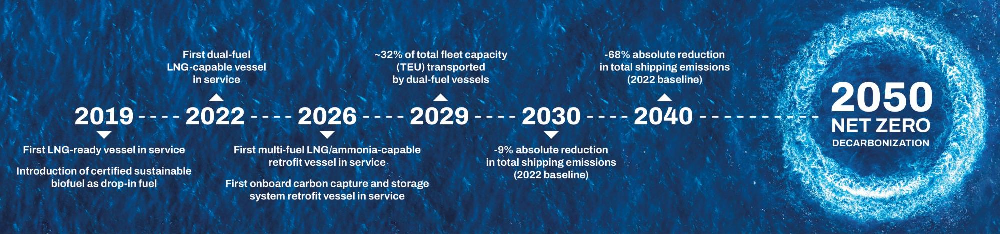 First dual-fuel
LNG-capable vessel
in service
~32% of total fleet capacity
(TEU) transported
by dual-fuel vessels
-68% absolute reduction
in total shipping emissions
(2022 baseline)
2019
2022
2026
2029
2030
2040
2050
NET ZERO
DECARBONIZATION
First LNG-ready vessel in service
Introduction of certified sustainable
biofuel as drop-in fuel
First multi-fuel LNG/ammonia-capable
retrofit vessel in service
First onboard carbon capture and storage
system retrofit vessel in service
-9% absolute reduction
in total shipping emissions
(2022 baseline)